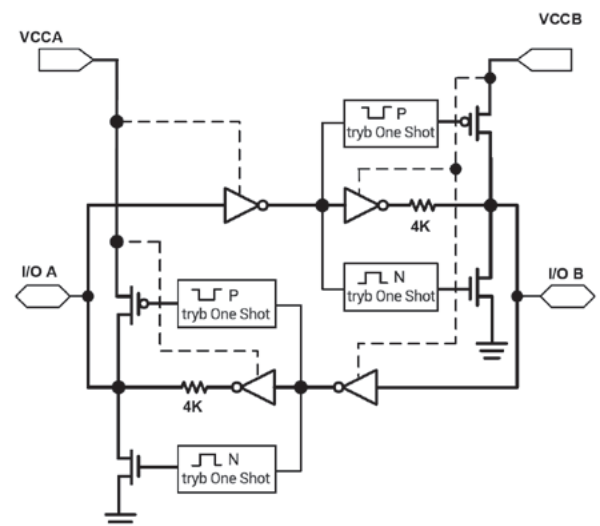 VCCA
VCCB
P
tryb One Shot
4K
I/O A
I/O B
P
tryb One Shot
N
tryb One Shot
4K
N
tryb One Shot